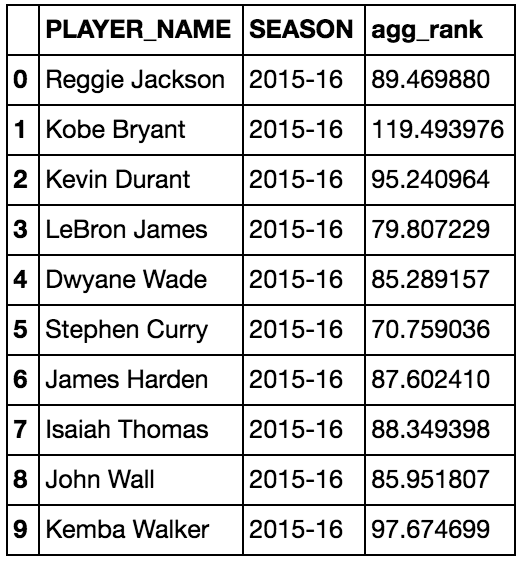 PLAYER_NAME SEASON agg_rank
0 Reggie Jackson 2015-16 89.469880
1 Kobe Bryant 2015-16 119.493976
2 Kevin Durant 2015-16 95.240964
3 LeBron James 2015-16 79.807229
4 Dwyane Wade 2015-16 85.289157
5 Stephen Curry 2015-16 70.759036
6 James Harden 2015-16 87.602410
7 Isaiah Thomas 2015-16 88.349398
8 John Wall 2015-16 85.951807
9 Kemba Walker 2015-16 97.674699